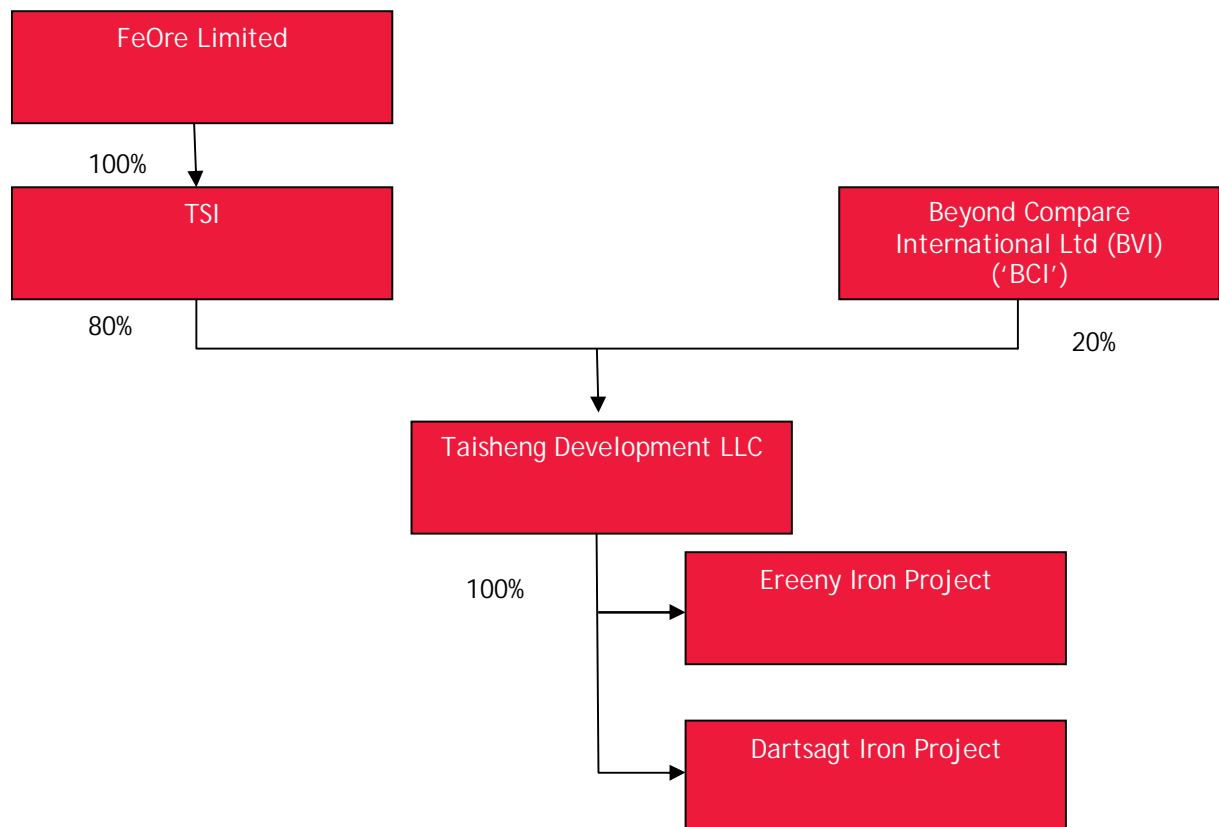 FeOre Limited
100%
TSI
Beyond Compare
International Ltd (BVI)
(‘BCI’)
80%
20%
Taisheng Development LLC
100%
Ereeny Iron Project
Dartsagt Iron Project